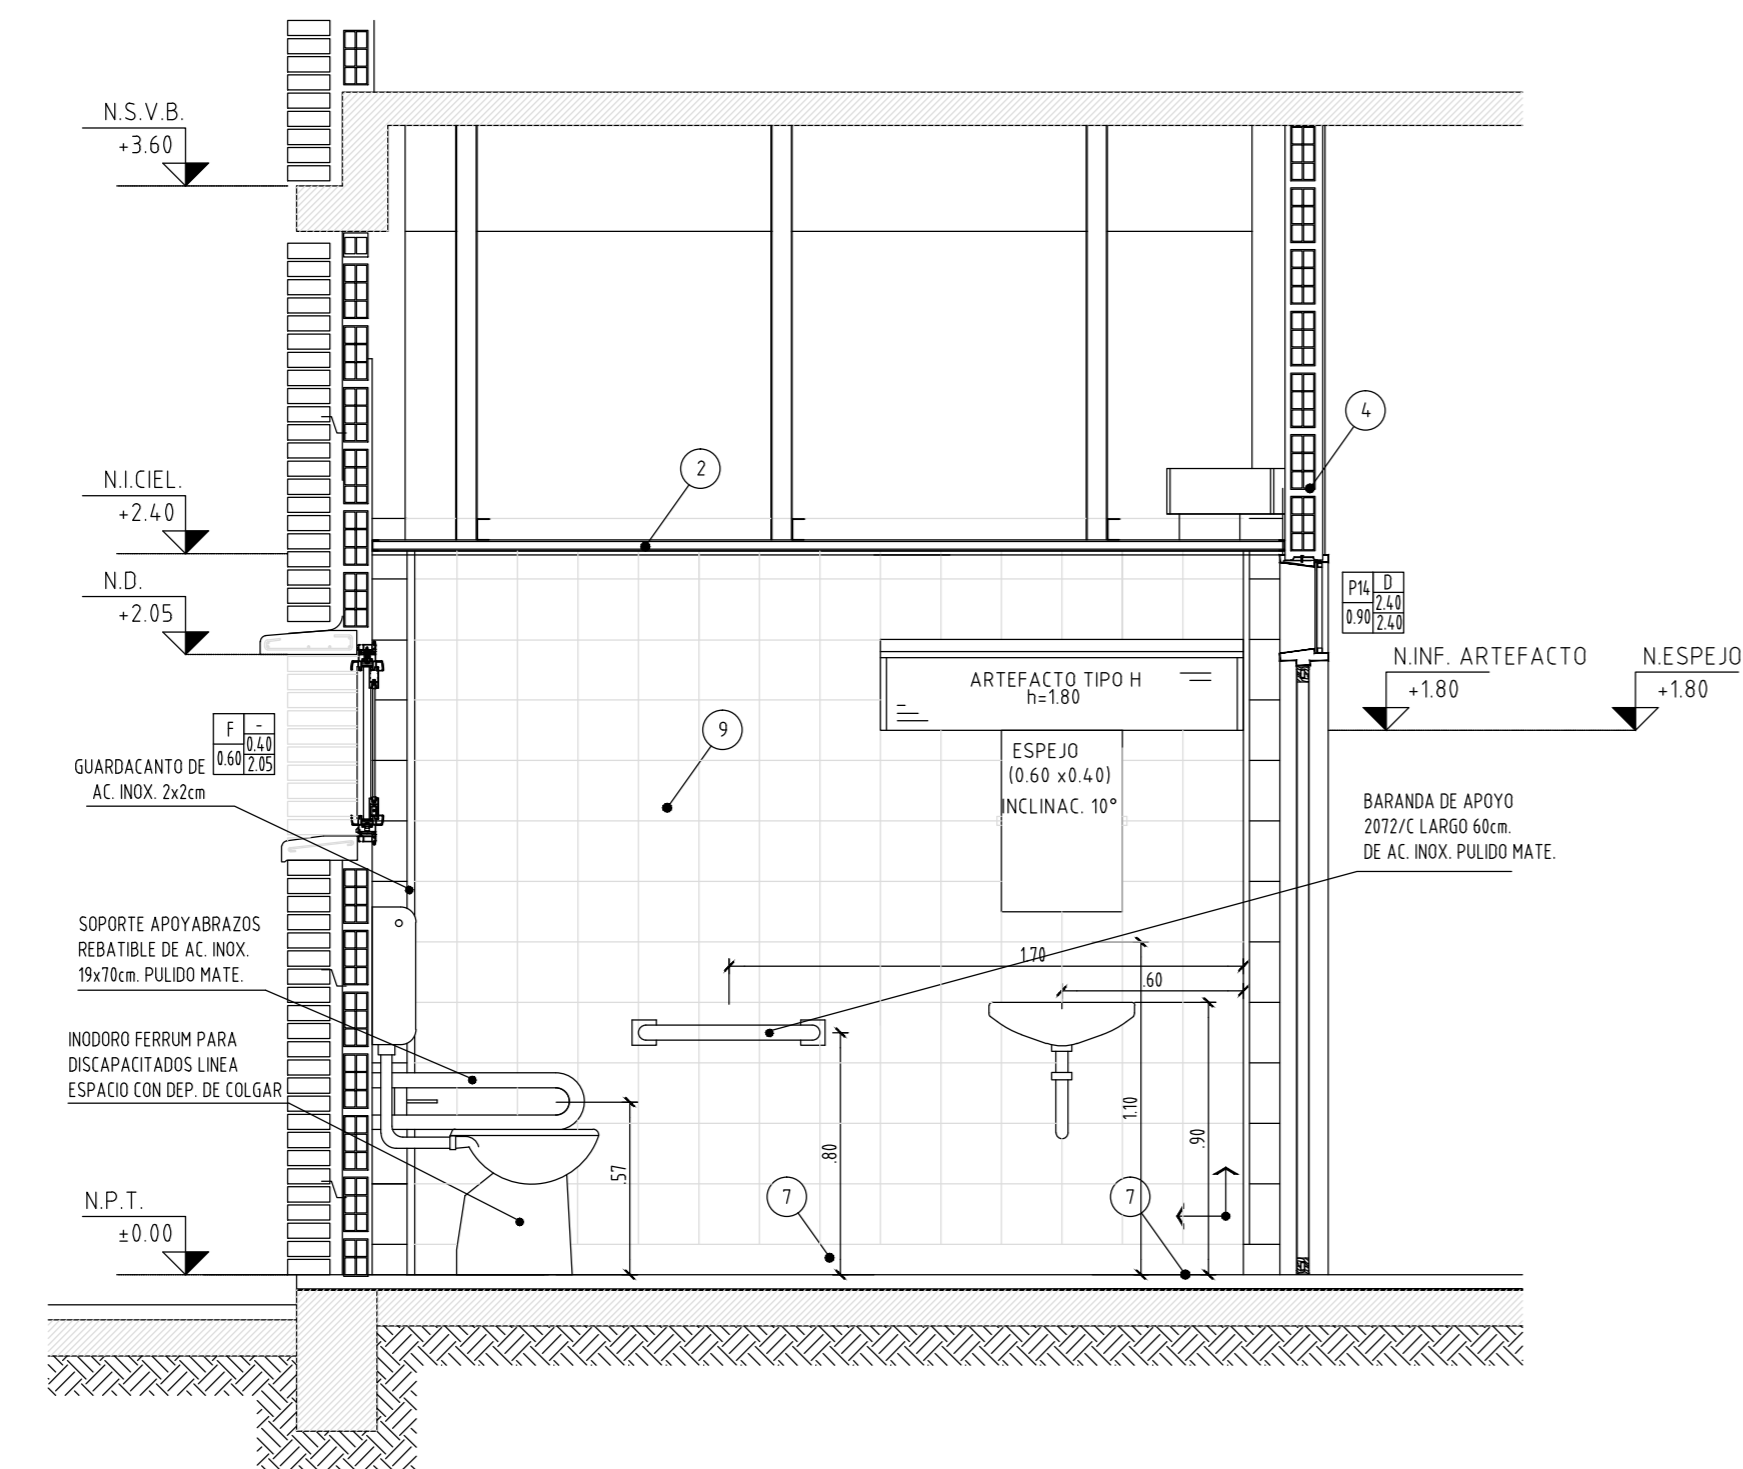 N.S.V.B.
+3.60
4
2
N.I.CIEL.
+2.40
N.D.
+2.05
P14 D
2.40
0.90 2.40
N.INF. ARTEFACTO
+1.80
N.ESPEJO
+1.80
ARTEFACTO TIPO H
h=1.80
F -
0.40
0.60 2.05
9
ESPEJO
(0.60 x0.40)
INCLINAC. 10°
GUARDACANTO DE
AC. INOX. 2x2cm
BARANDA DE APOYO
2072/C LARGO 60cm.
DE AC. INOX. PULIDO MATE.
SOPORTE APOYABRAZOS
REBATIBLE DE AC. INOX.
19x70cm. PULIDO MATE.
1.70
.60
INODORO FERRUM PARA
DISCAPACITADOS LINEA
ESPACIO CON DEP. DE COLGAR
.57
.80
1.10
.90
7
7
N.P.T.
±0.00